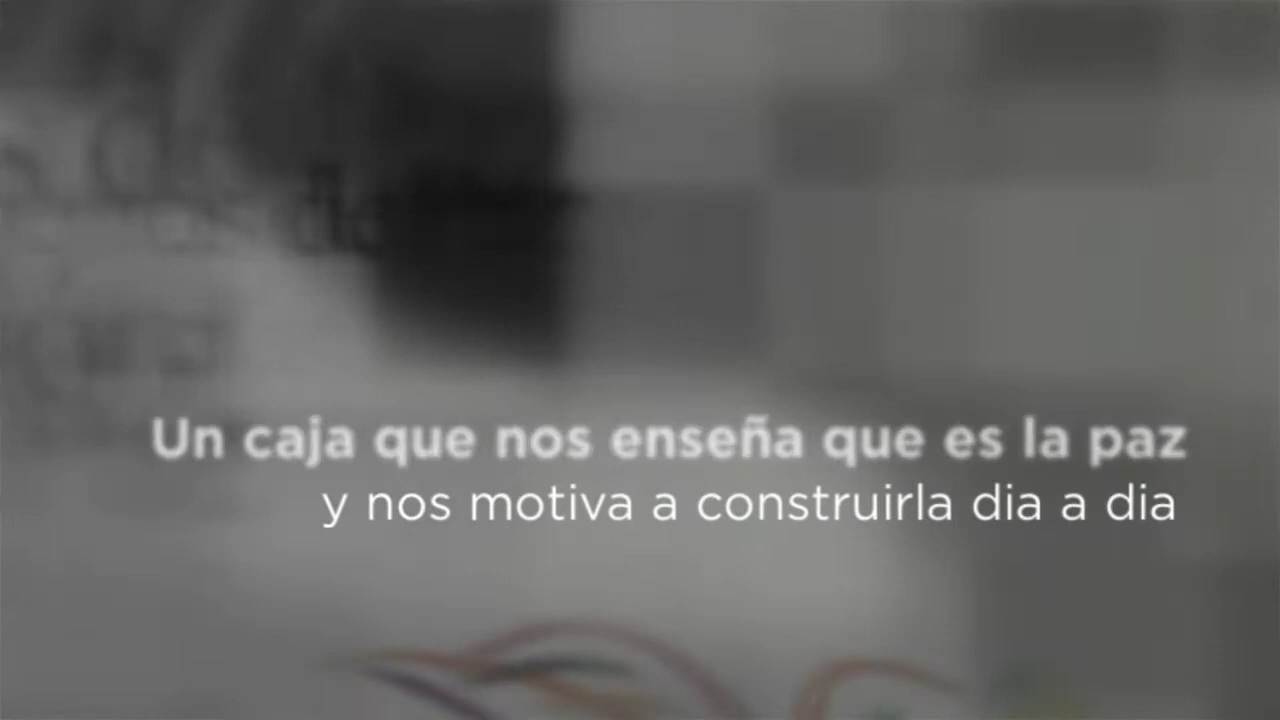 Un caja que nos enseña que es la paz
y nos motiva a construirla dia a dia